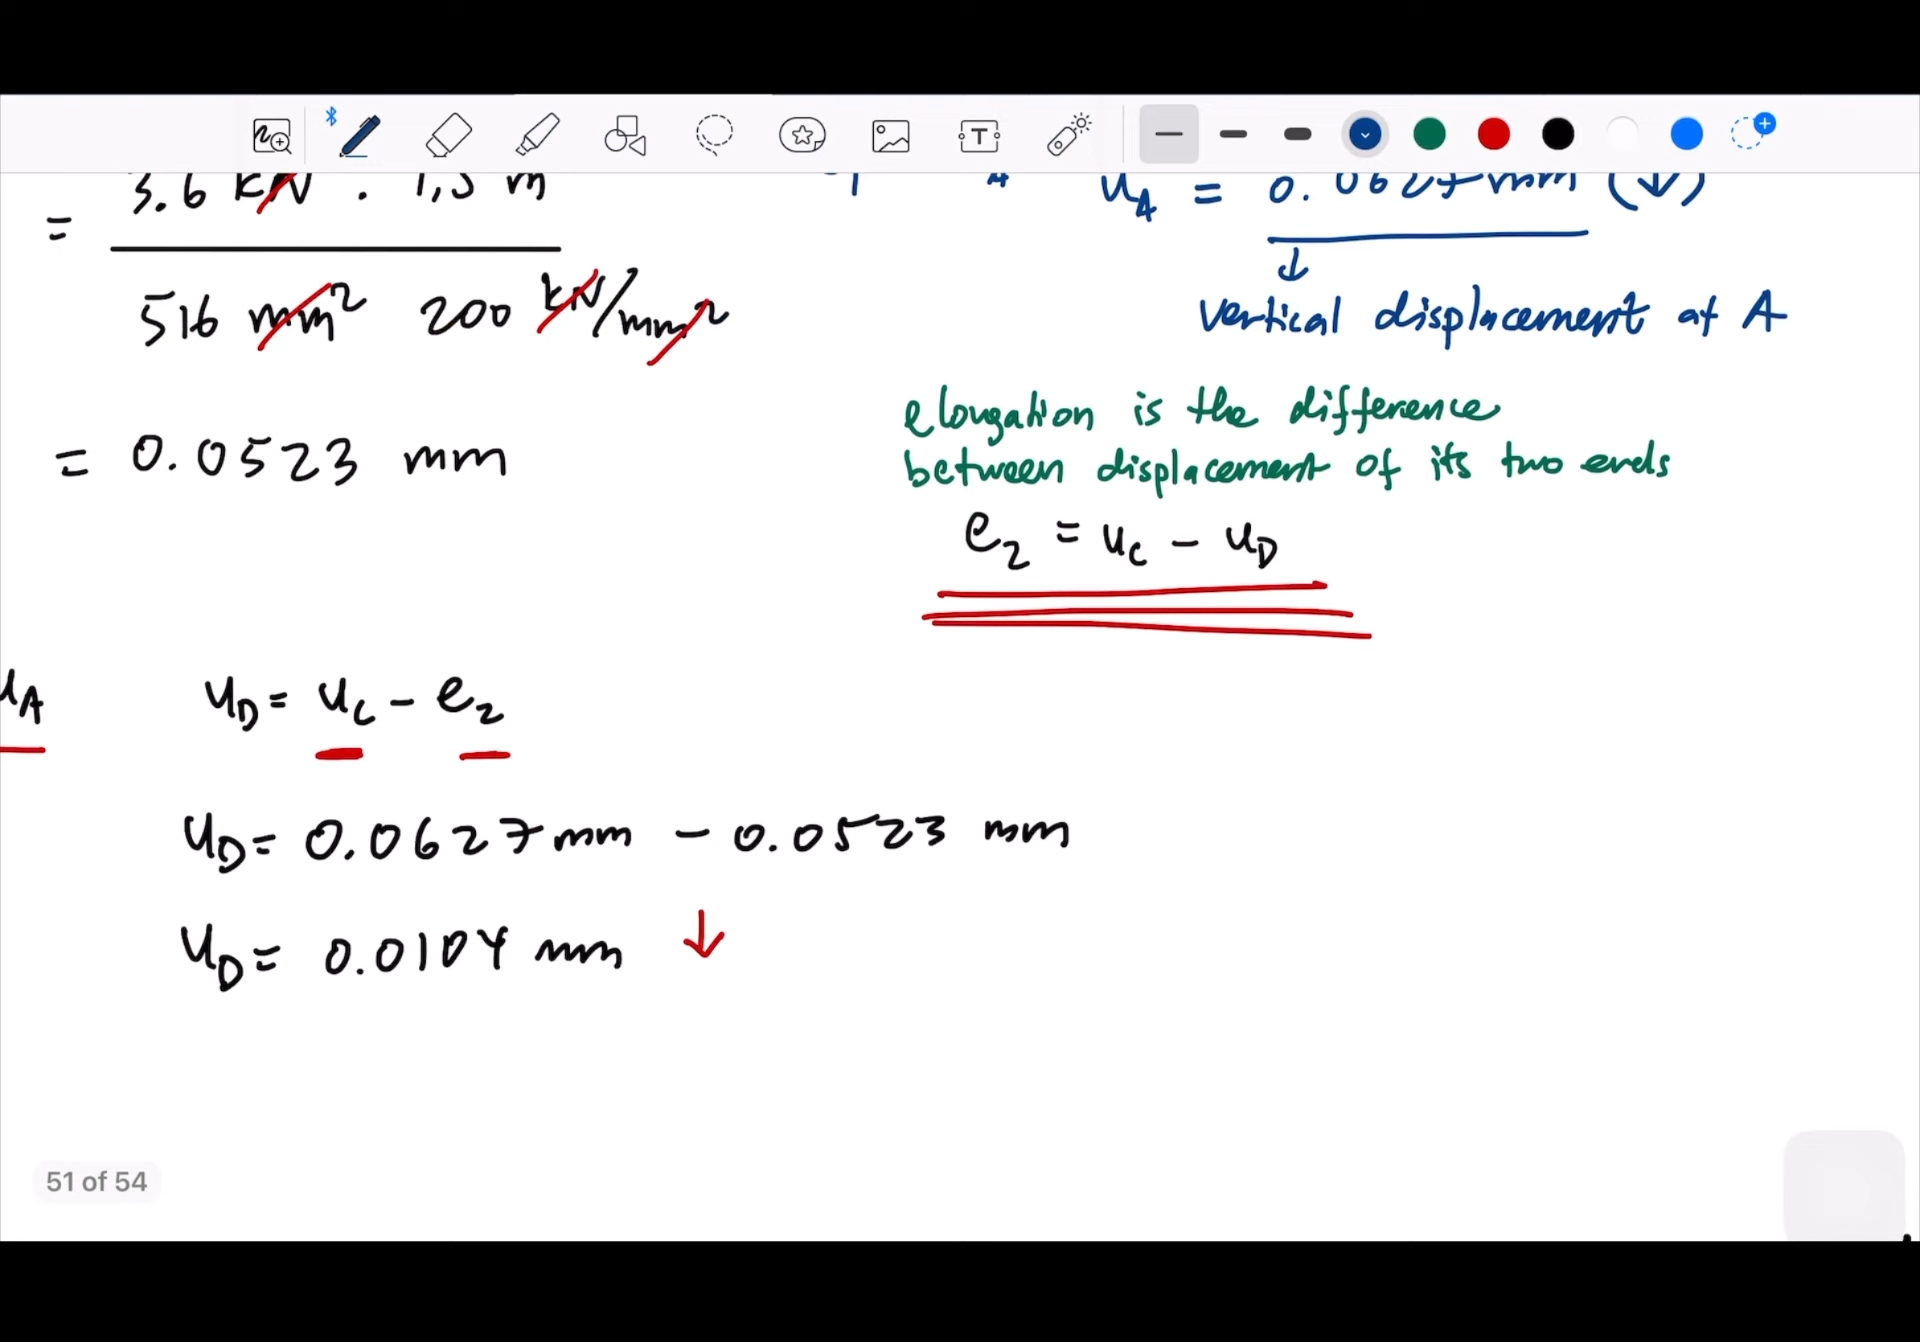 = 3.6 kN . 1,5 m
516 mm² 200 kN/mm²
= 0.0523 mm
u_A = 0.0627 mm (↓)
↓
vertical displacement at A
elongation is the difference
between displacement of its two ends
e₂ = u_C - u_D
u_A
u_D = u_C - e₂
u_D = 0.0627 mm - 0.0523 mm
u_D = 0.0104 mm ↓
51 of 54